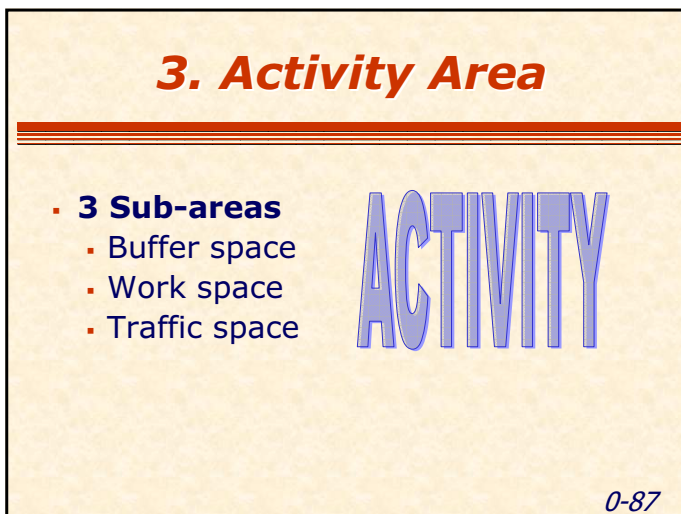 3. Activity Area
▪ 3 Sub-areas
▪ Buffer space
▪ Work space
▪ Traffic space
ACTIVITY
0-87